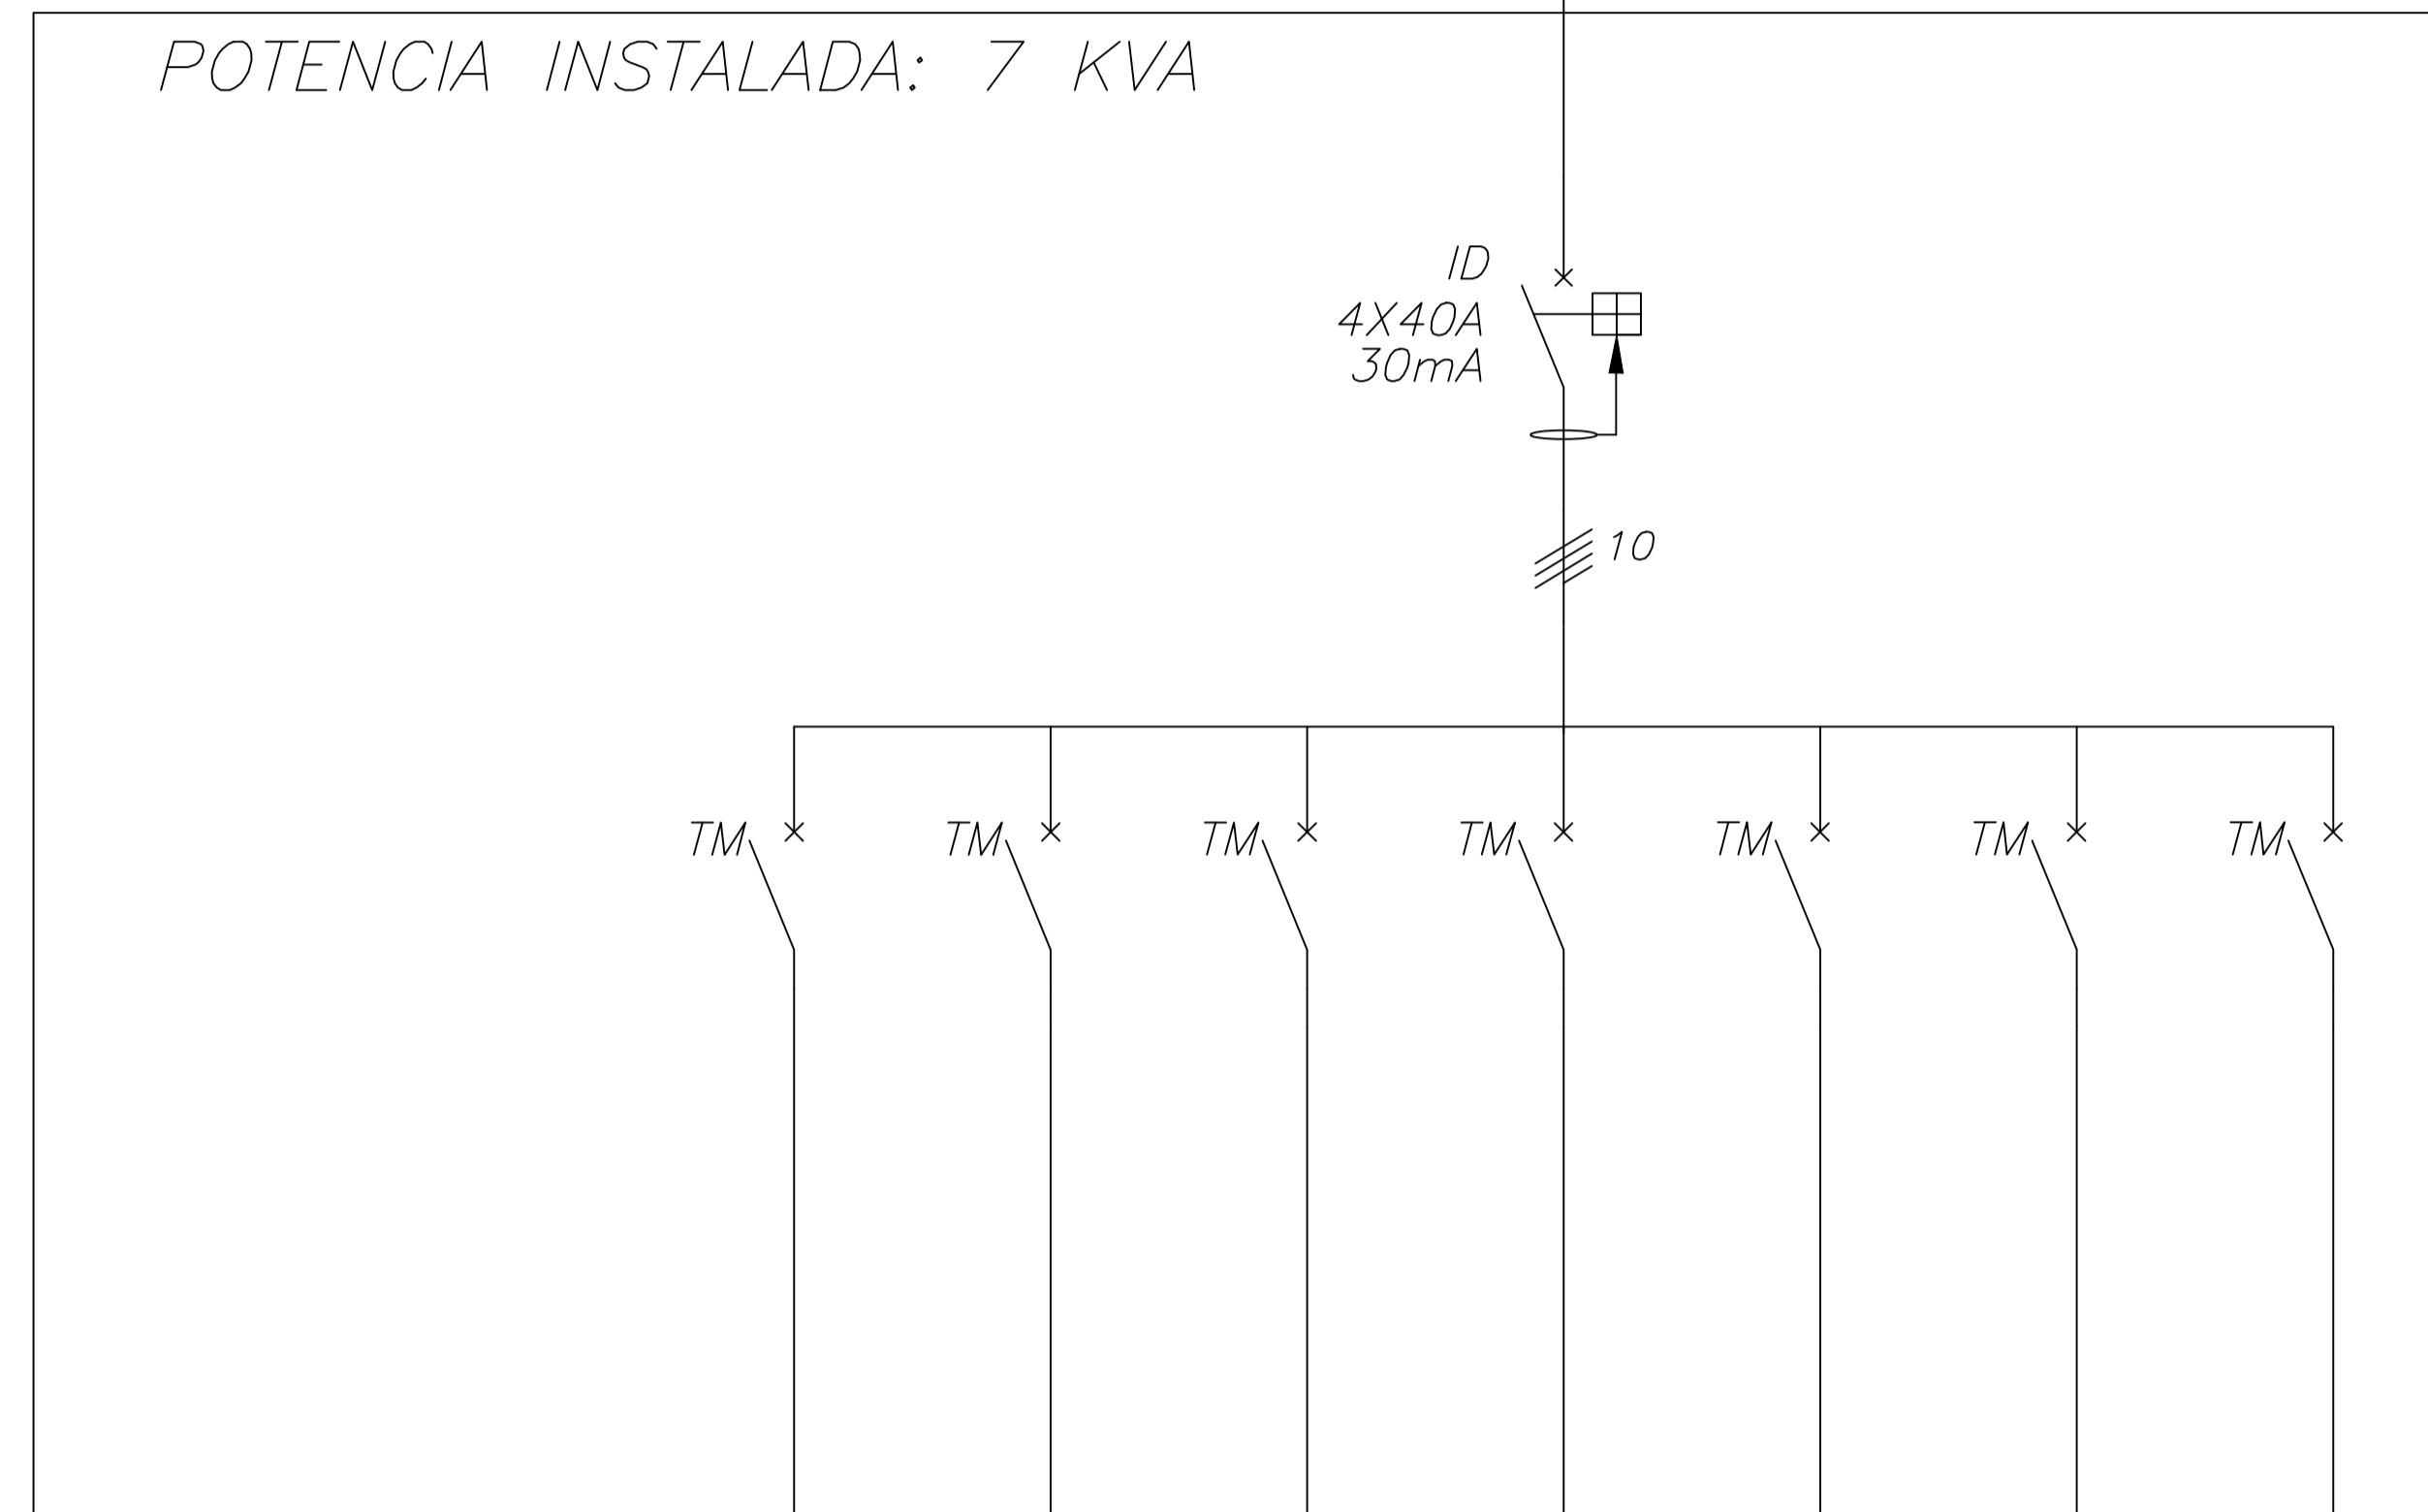 POTENCIA INSTALADA: 7 KVA
ID
4X40A
30mA
10
TM TM TM TM TM TM TM